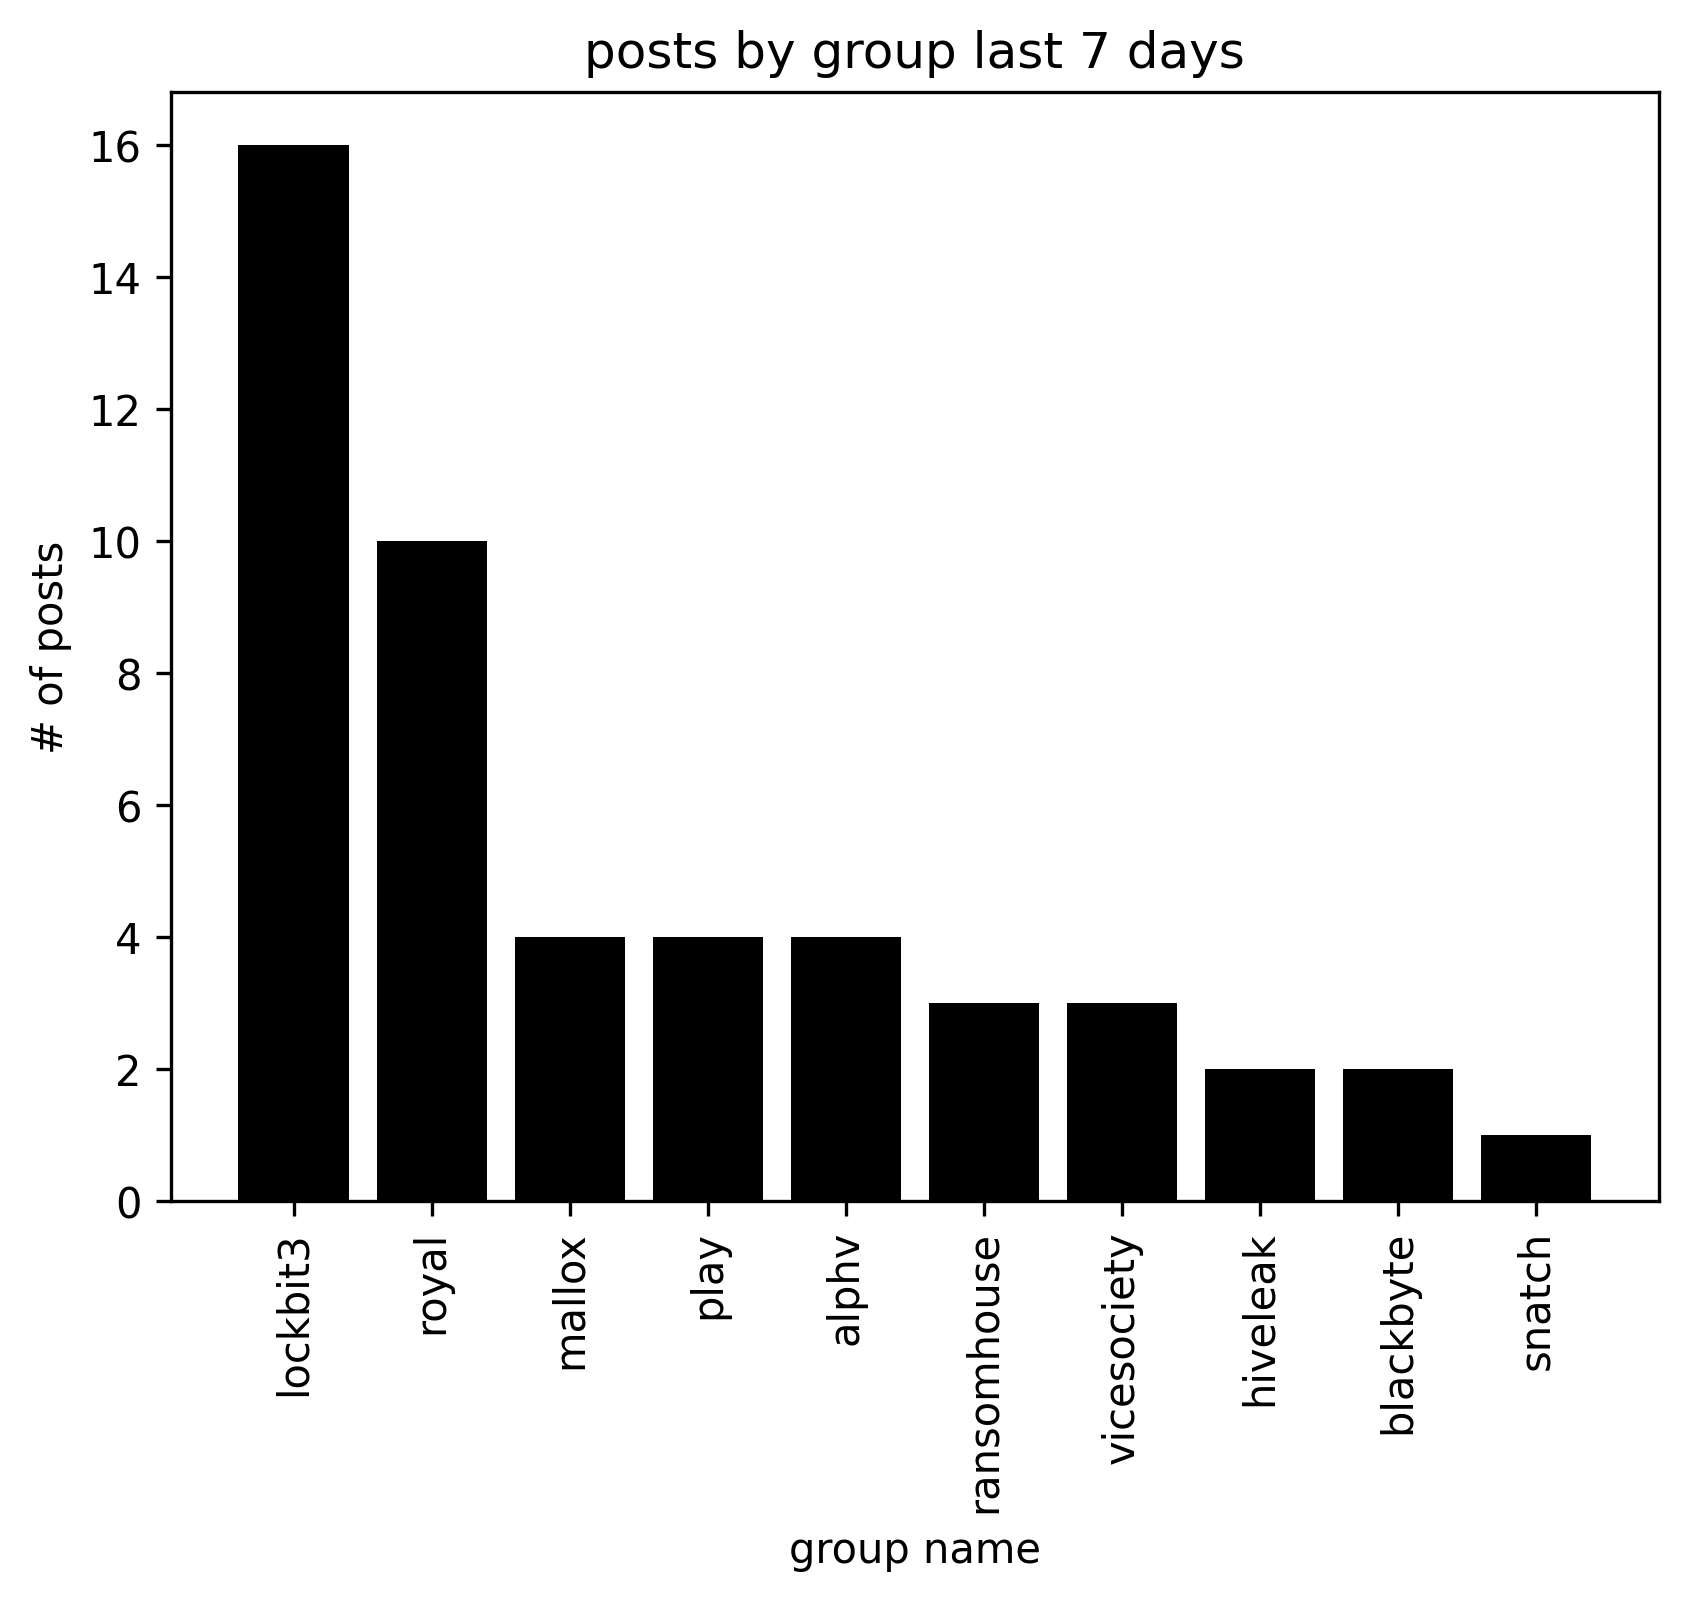 posts by group last 7 days
16
14
12
10
8
6
4
2
0
# of posts
lockbit3
royal
mallox
play
alphv
ransomhouse
vicesociety
hiveleak
blackbyte
snatch
group name